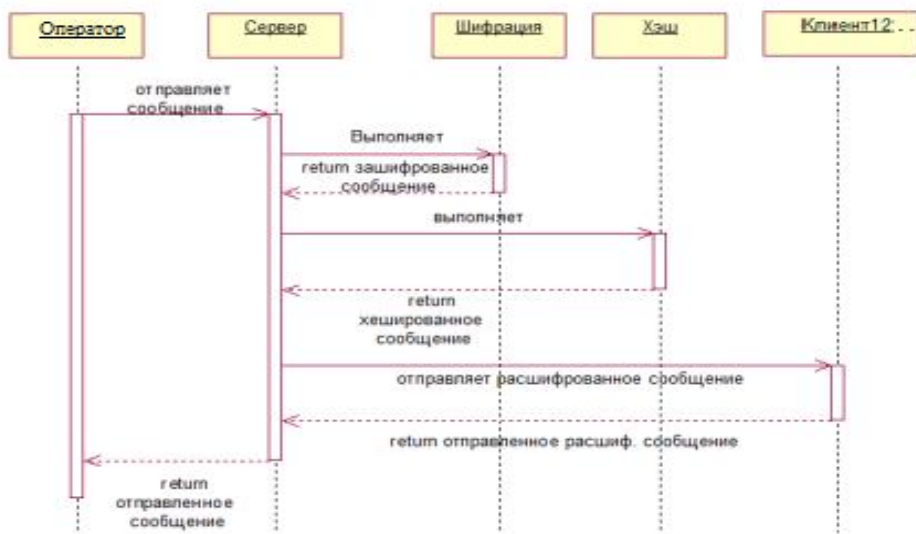 Оператор
Сервер
Шифрация
Хэш
Клиент12:...
отправляет
сообщение
Выполняет
return зашифрованное
сообщение
выполняет
return
хешированное
сообщение
отправляет расшифрованное сообщение
return отправленное расшиф. сообщение
return
отправленное
сообщение